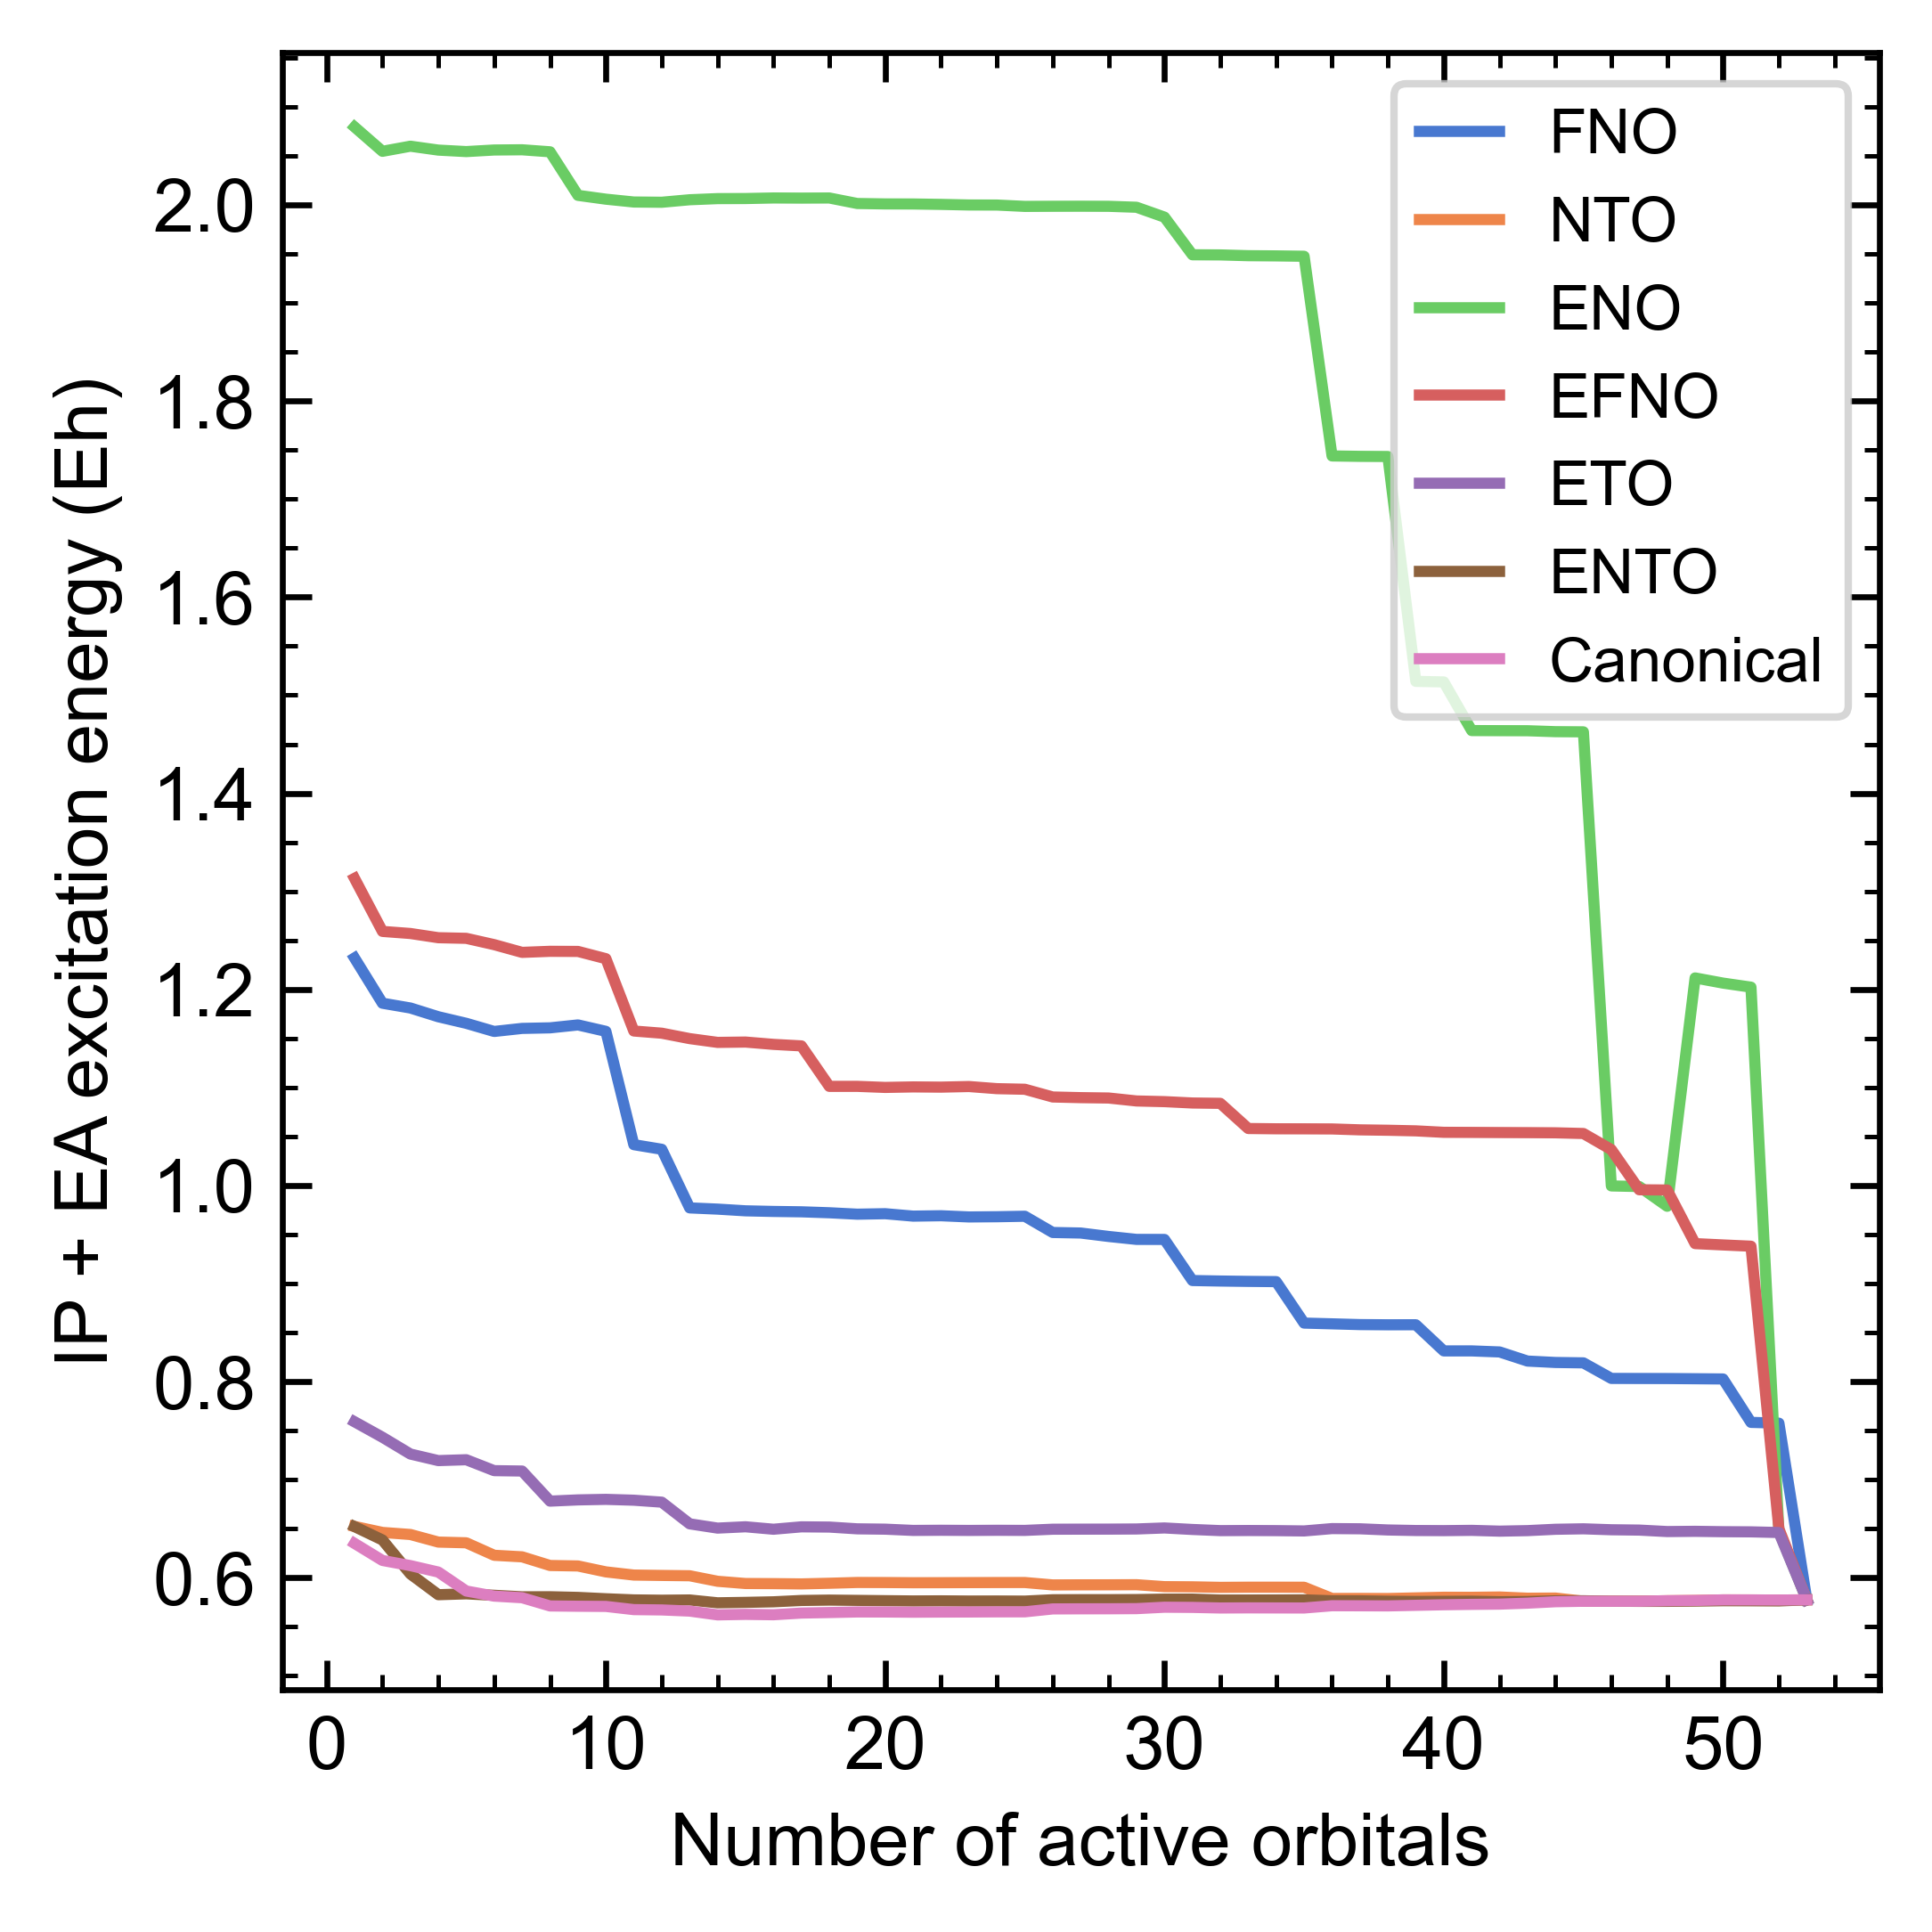 IP + EA excitation energy (Eh)
2.0
1.8
1.6
1.4
1.2
1.0
0.8
0.6
FNO
NTO
ENO
EFNO
ETO
ENTO
Canonical
0 10 20 30 40 50
Number of active orbitals